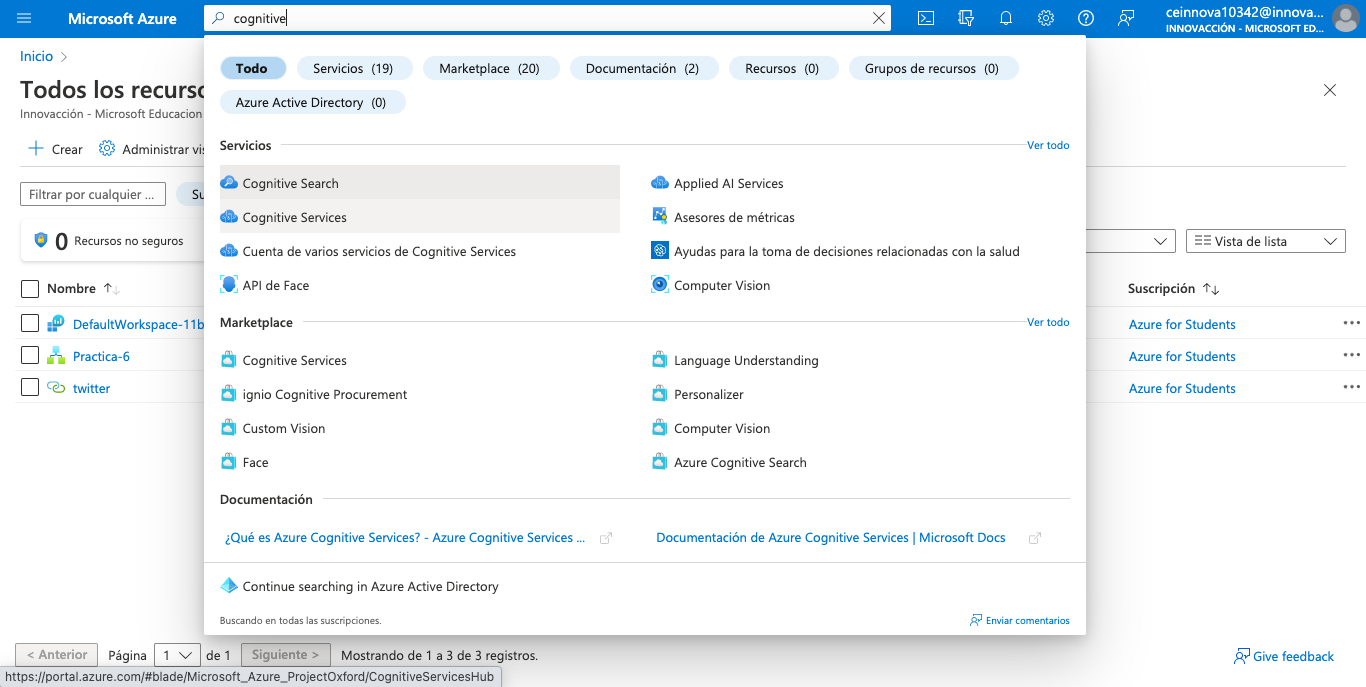 Microsoft Azure
cognitive
ceinnova10342@innova...
INNOVACCIÓN - MICROSOFT ED...
Inicio
Todo
Servicios (19)
Marketplace (20)
Documentación (2)
Recursos (0)
Grupos de recursos (0)
Azure Active Directory (0)
Todos los recurso
Innovacción - Microsoft Educacion
Crear
Administrar vis
Servicios
Ver todo
Cognitive Search
Applied AI Services
Cognitive Services
Asesores de métricas
Cuenta de varios servicios de Cognitive Services
Ayudas para la toma de decisiones relacionadas con la salud
API de Face
Computer Vision
Filtrar por cualquier ...
Su
0 Recursos no seguros
Vista de lista
Nombre
Suscripción
Marketplace
Ver todo
DefaultWorkspace-11b
Azure for Students
Practica-6
Azure for Students
twitter
Azure for Students
Cognitive Services
Language Understanding
ignio Cognitive Procurement
Personalizer
Custom Vision
Computer Vision
Face
Azure Cognitive Search
Documentación
¿Qué es Azure Cognitive Services? - Azure Cognitive Services ...
Documentación de Azure Cognitive Services | Microsoft Docs
Continue searching in Azure Active Directory
Buscando en todas las suscripciones.
Enviar comentarios
< Anterior
Página
1
de 1
Siguiente >
Mostrando de 1 a 3 de 3 registros.
Give feedback
https://portal.azure.com/#blade/Microsoft_Azure_ProjectOxford/CognitiveServicesHub